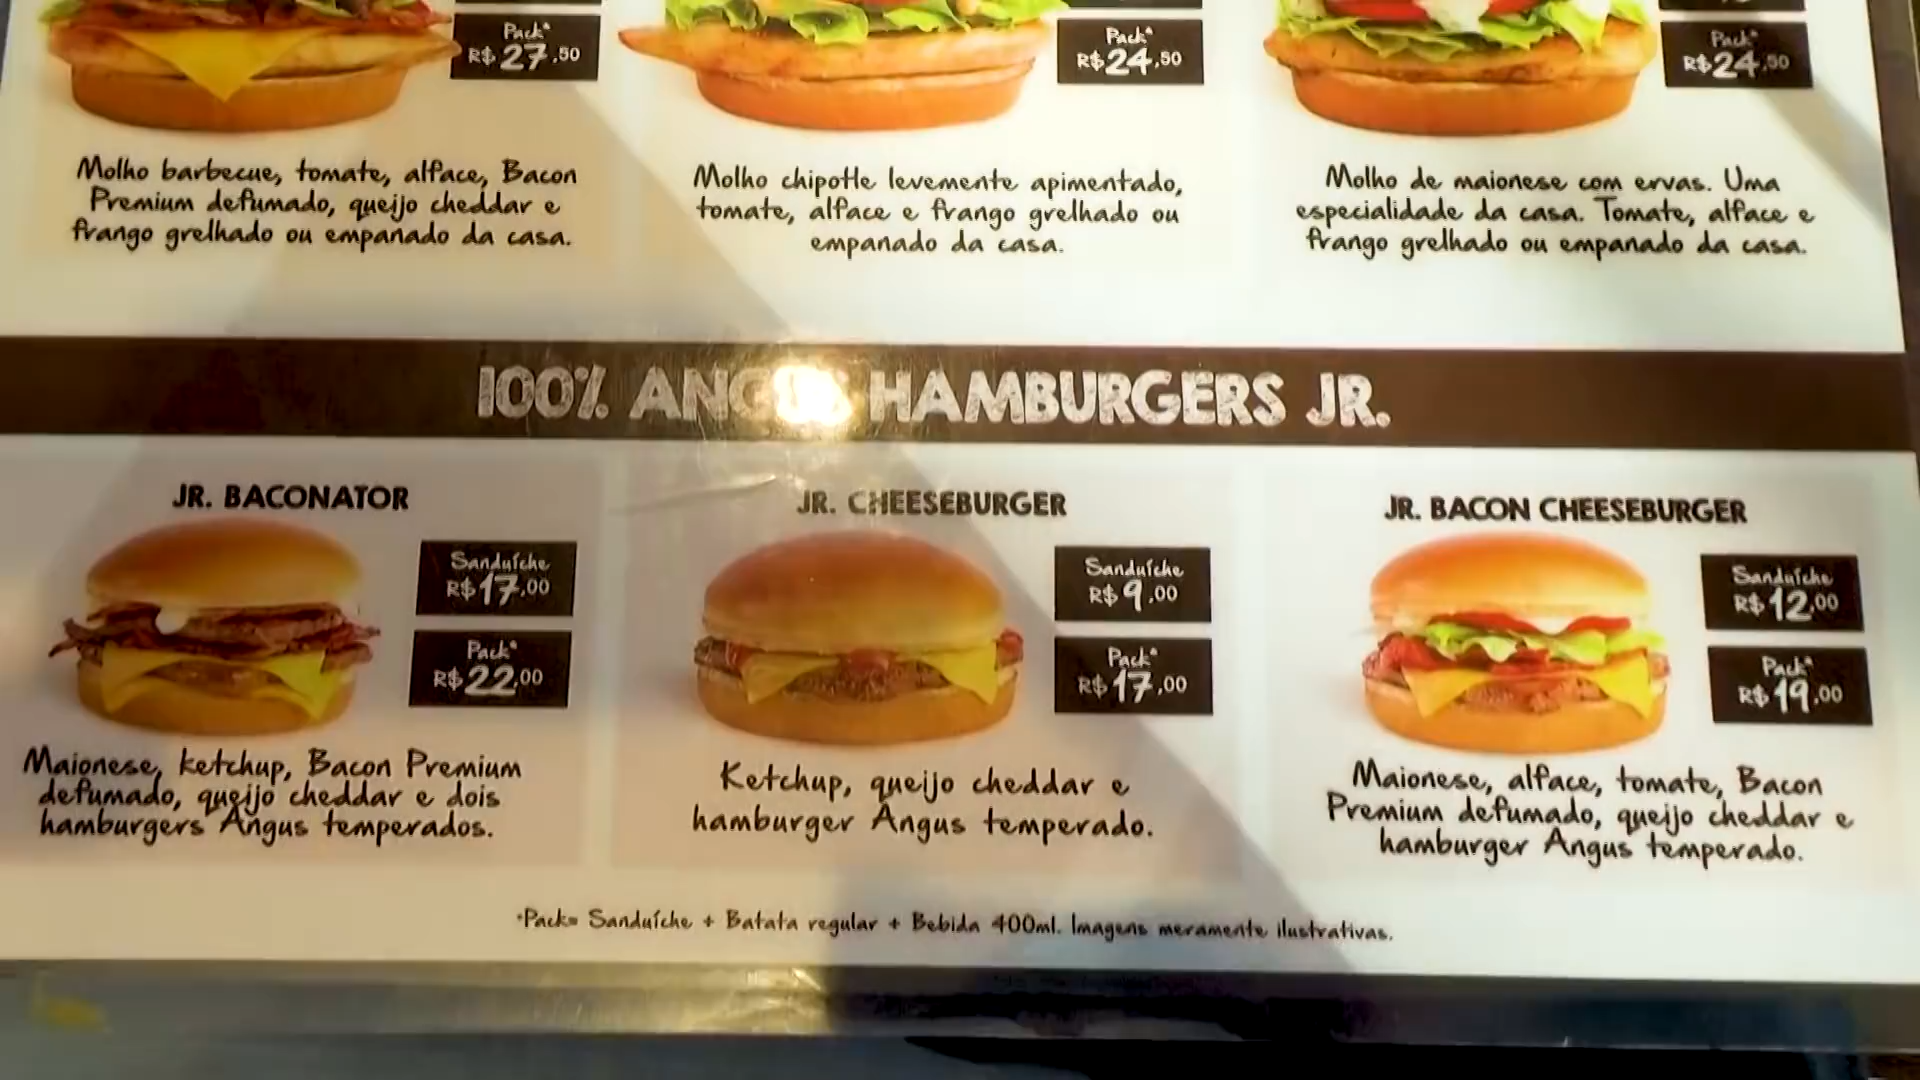 Pack*
R$27,50
Pack*
R$24,50
Pack*
R$24,50
Molho barbecue, tomate, alface, Bacon
Premium defumado, queijo cheddar e
frango grelhado ou empanado da casa.
Molho chipotle levemente apimentado,
tomate, alface e frango grelhado ou
empanado da casa.
Molho de maionese com ervas. Uma
especialidade da casa. Tomate, alface e
frango grelhado ou empanado da casa.
100% ANGUS HAMBURGERS JR.
JR. BACONATOR
Sanduíche
R$17,00
Pack*
R$22,00
Maionese, ketchup, Bacon Premium
defumado, queijo cheddar e dois
hamburgers Angus temperados.
JR. CHEESEBURGER
Sanduíche
R$9,00
Pack*
R$17,00
Ketchup, queijo cheddar e
hamburger Angus temperado.
JR. BACON CHEESEBURGER
Sanduíche
R$12,00
Pack*
R$19,00
Maionese, alface, tomate, Bacon
Premium defumado, queijo cheddar e
hamburger Angus temperado.
*Pack= Sanduíche + Batata regular + Bebida 400ml. Imagens meramente ilustrativas.